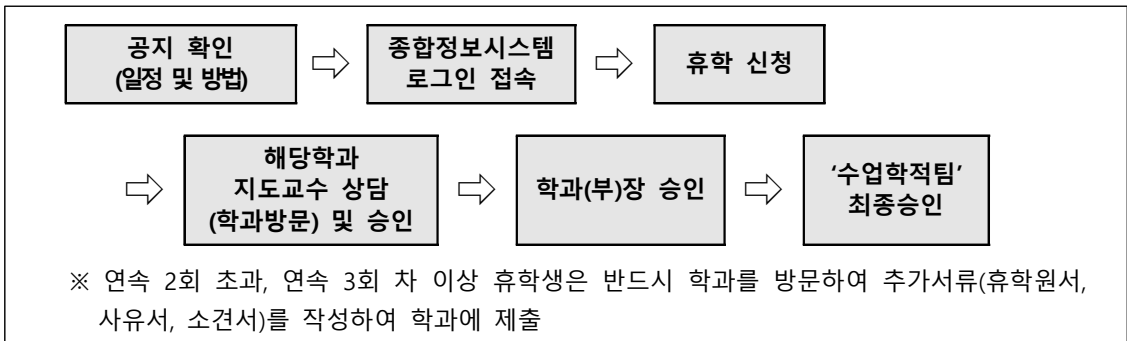 공지 확인
(일정 및 방법)
종합정보시스템
로그인 접속
휴학 신청
해당학과
지도교수 상담
(학과방문) 및 승인
학과(부)장 승인
‘수업학적팀’
최종승인
※ 연속 2회 초과, 연속 3회 차 이상 휴학생은 반드시 학과를 방문하여 추가서류(휴학원서,
사유서, 소견서)를 작성하여 학과에 제출